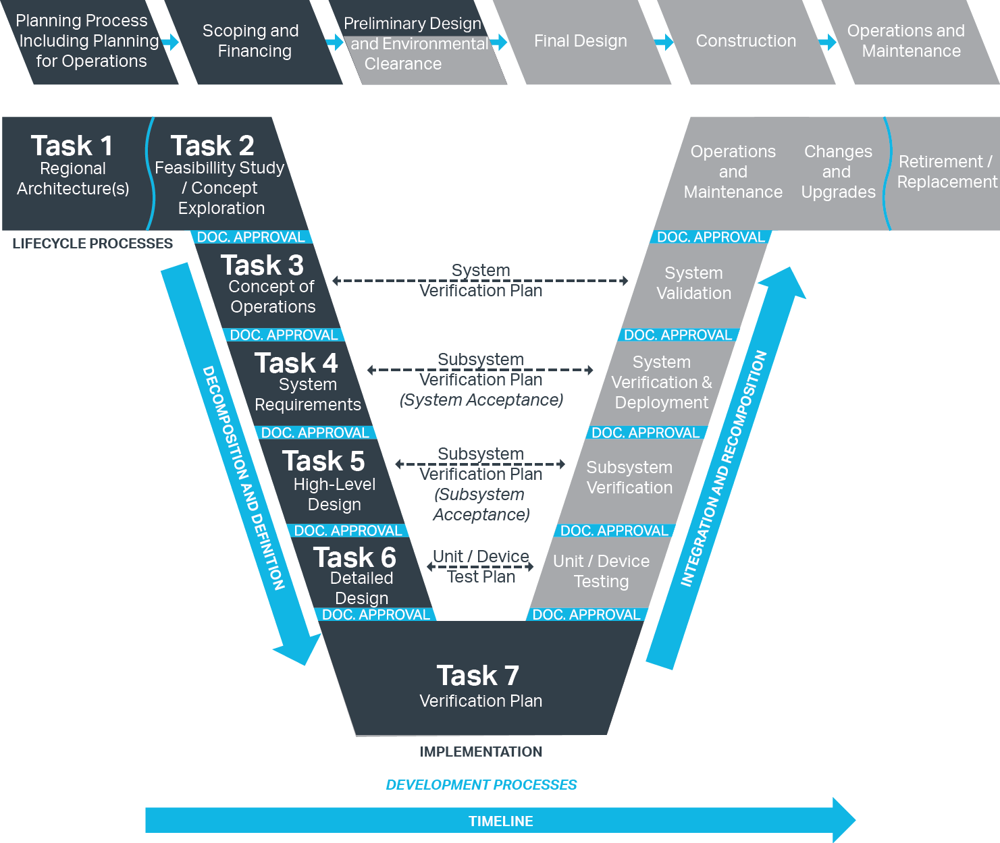 Planning Process
Including Planning
for Operations
Scoping and
Financing
Preliminary Design
and Environmental
Clearance
Final Design
Construction
Operations and
Maintenance
Task 1
Regional
Architecture(s)
Task 2
Feasibillity Study
/ Concept
Exploration
Operations
and
Maintenance
Changes
and
Upgrades
Retirement /
Replacement
LIFECYCLE PROCESSES
DOC. APPROVAL
DOC. APPROVAL
Task 3
Concept of
Operations
System
Verification Plan
System
Validation
DOC. APPROVAL
DOC. APPROVAL
Task 4
System
Requirements
Subsystem
Verification Plan
(System Acceptance)
System
Verification &
Deployment
DOC. APPROVAL
DOC. APPROVAL
Task 5
High-Level
Design
Subsystem
Verification Plan
(Subsystem
Acceptance)
Subsystem
Verification
DOC. APPROVAL
DOC. APPROVAL
Task 6
Detailed
Design
Unit / Device
Test Plan
Unit / Device
Testing
DOC. APPROVAL
DOC. APPROVAL
DECOMPOSITION AND DEFINITION
INTEGRATION AND RECOMPOSITION
Task 7
Verification Plan
IMPLEMENTATION
DEVELOPMENT PROCESSES
TIMELINE